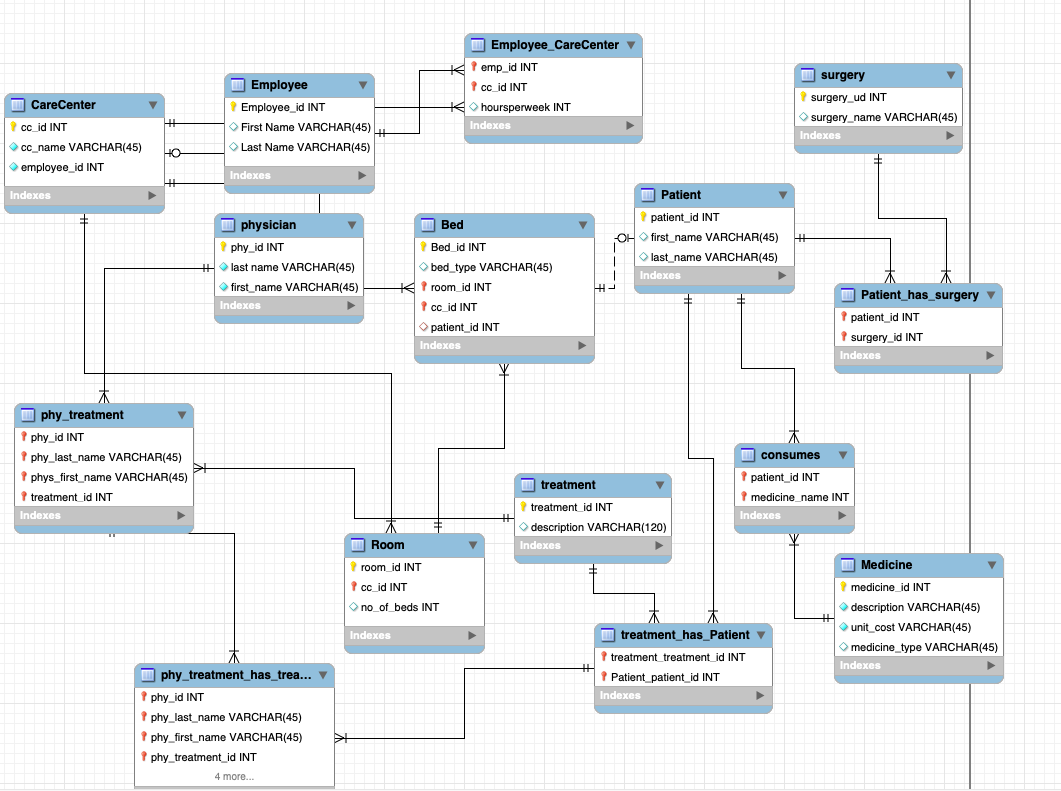 Employee_CareCenter
emp_id INT
cc_id INT
hoursperweek INT
Indexes
surgery
surgery_ud INT
surgery_name VARCHAR(45)
Indexes
Employee
Employee_id INT
First Name VARCHAR(45)
Last Name VARCHAR(45)
Indexes
CareCenter
cc_id INT
cc_name VARCHAR(45)
employee_id INT
Indexes
Patient
patient_id INT
first_name VARCHAR(45)
last_name VARCHAR(45)
Indexes
physician
phy_id INT
last name VARCHAR(45)
first_name VARCHAR(45)
Indexes
Bed
Bed_id INT
bed_type VARCHAR(45)
room_id INT
cc_id INT
patient_id INT
Indexes
Patient_has_surgery
patient_id INT
surgery_id INT
Indexes
phy_treatment
phy_id INT
phy_last_name VARCHAR(45)
phys_first_name VARCHAR(45)
treatment_id INT
Indexes
consumes
patient_id INT
medicine_name INT
Indexes
treatment
treatment_id INT
description VARCHAR(120)
Indexes
Room
room_id INT
cc_id INT
no_of_beds INT
Indexes
Medicine
medicine_id INT
description VARCHAR(45)
unit_cost VARCHAR(45)
medicine_type VARCHAR(45)
Indexes
treatment_has_Patient
treatment_treatment_id INT
Patient_patient_id INT
Indexes
phy_treatment_has_trea...
phy_id INT
phy_last_name VARCHAR(45)
phy_first_name VARCHAR(45)
phy_treatment_id INT
4 more...